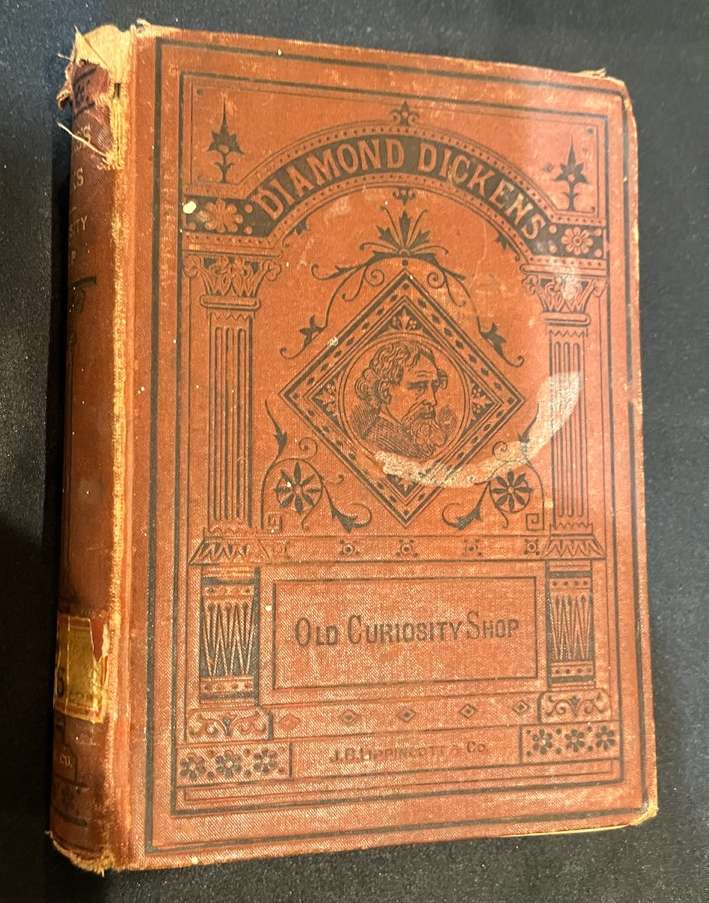 DIAMOND DICKENS
OLD CURIOSITY SHOP
J.B. LIPPINCOTT & CO.